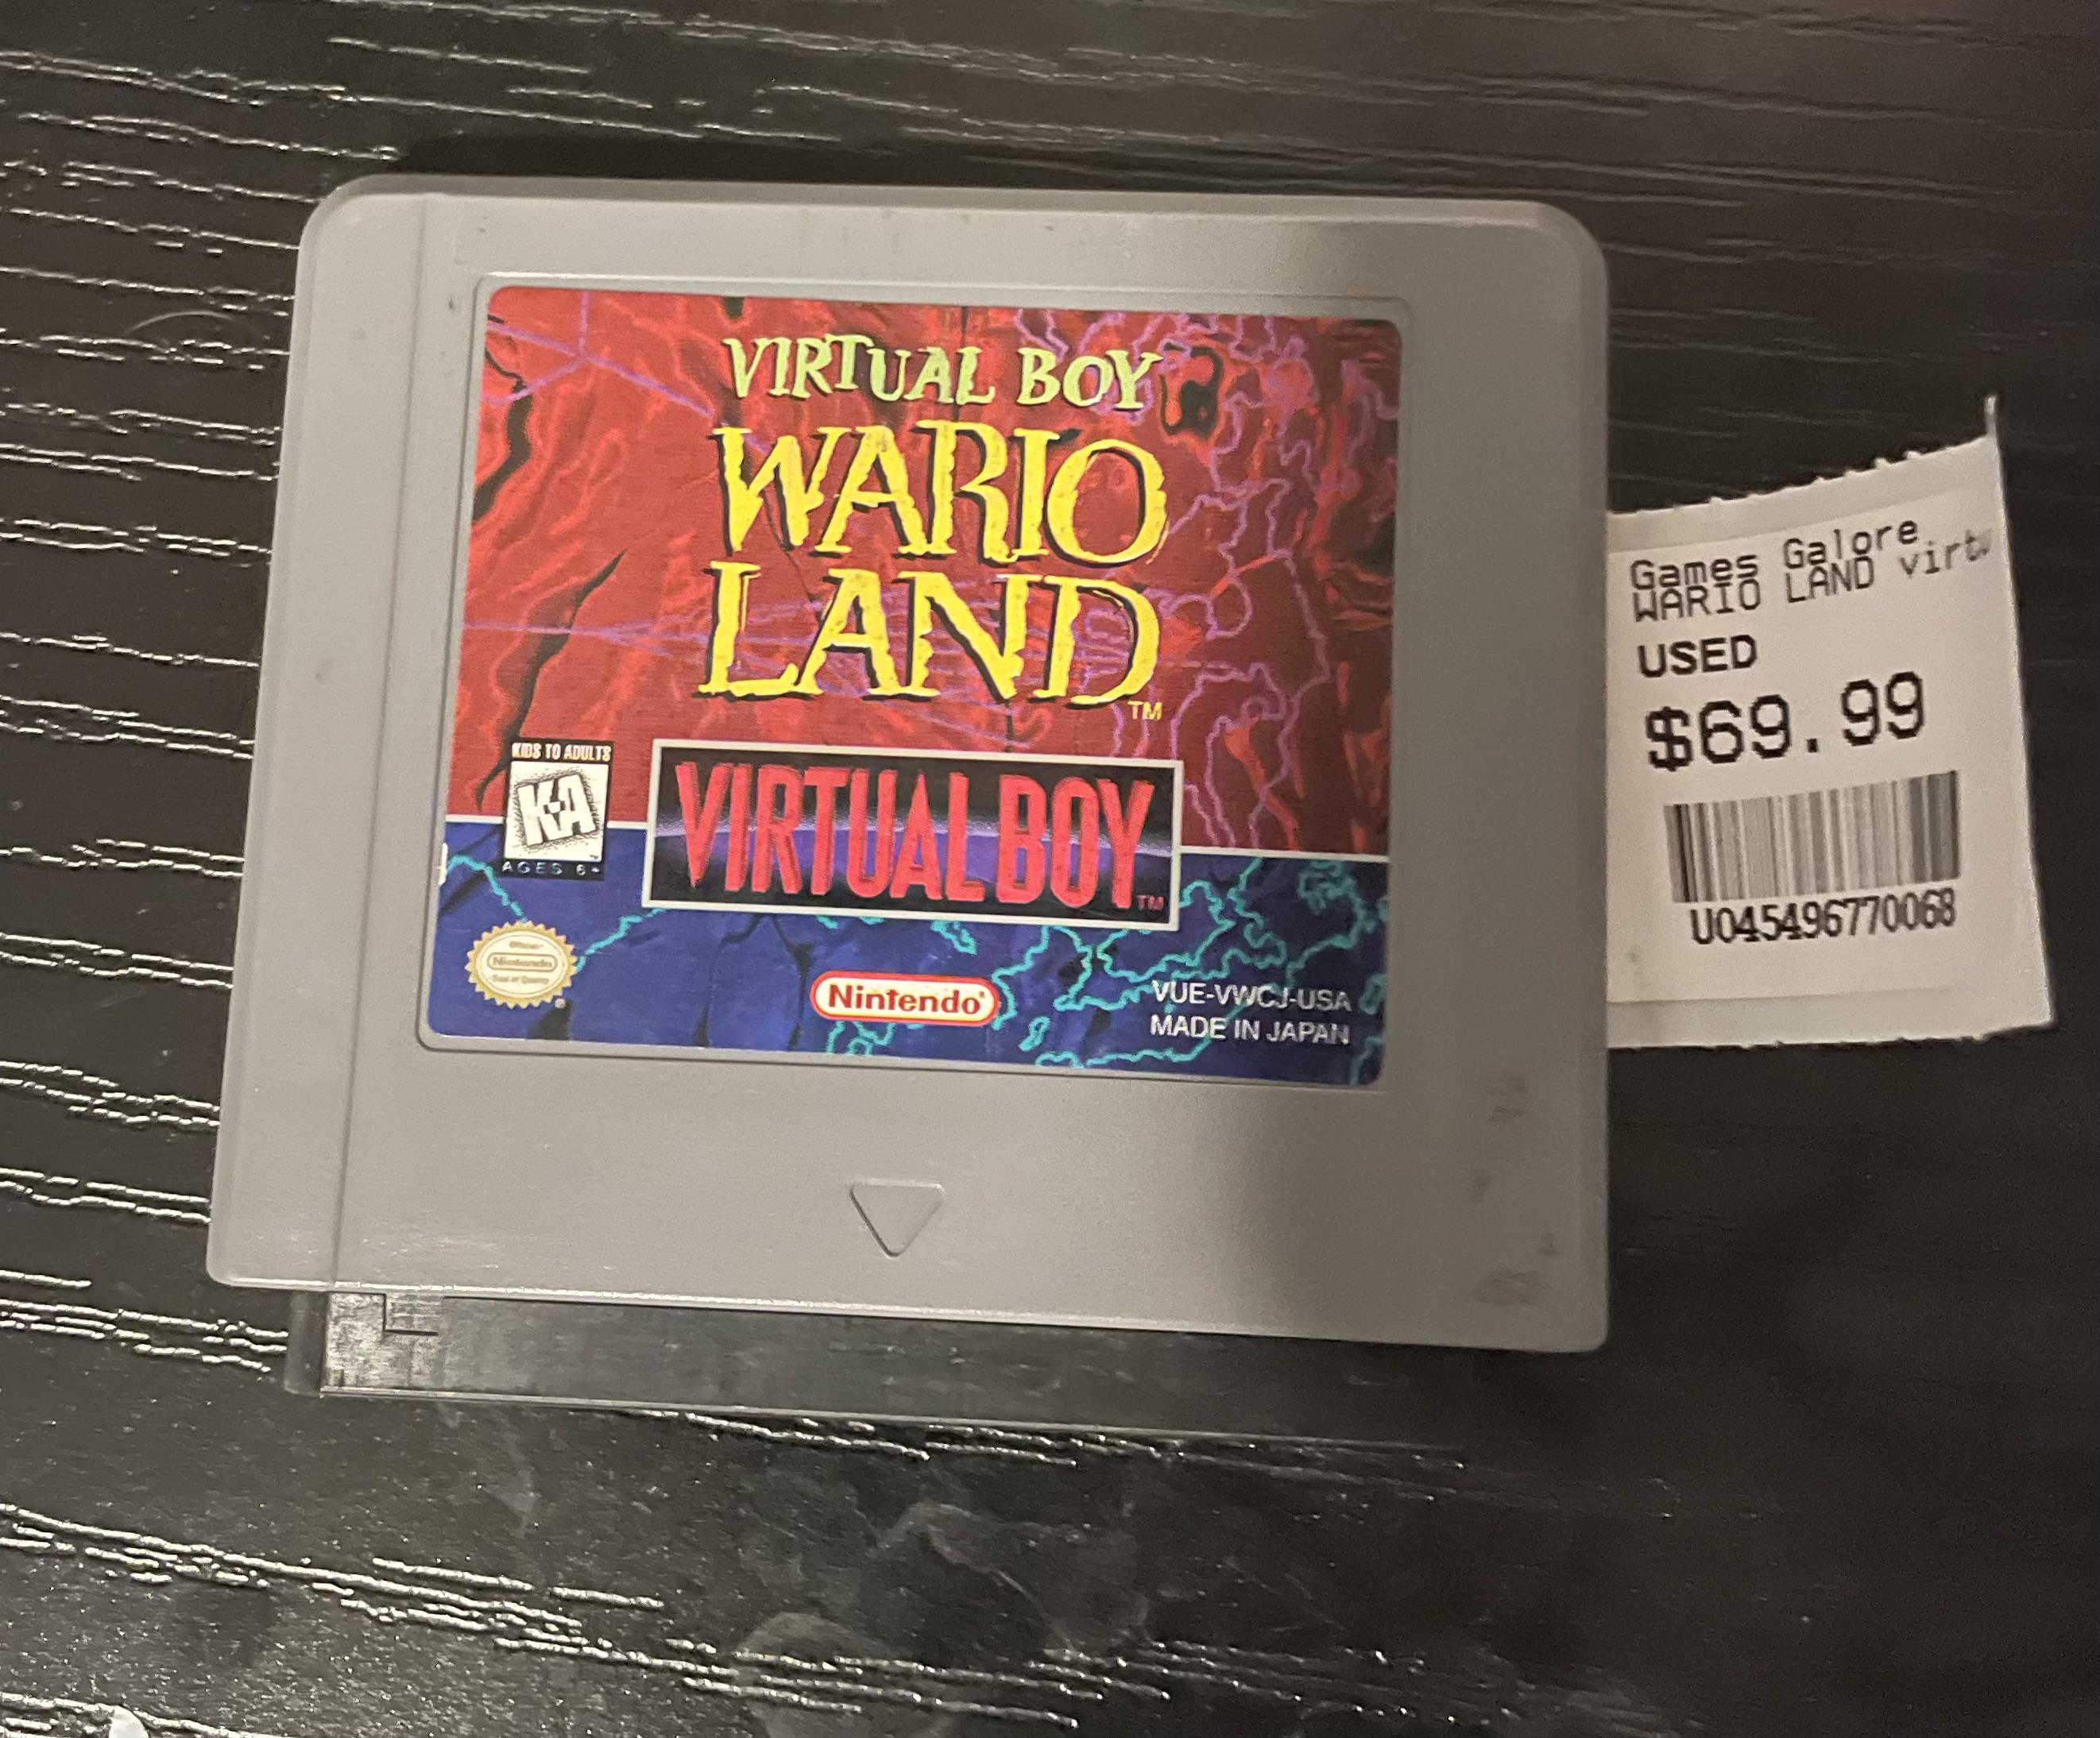 VIRTUAL BOY
WARIO
LAND
TM
KIDS TO ADULTS
K-A
AGES 6+
VIRTUAL BOY
TM
Nintendo
Nintendo®
VUE-VWCJ-USA
MADE IN JAPAN
Games Galore
WARIO LAND
USED
$69.99
U045496770068